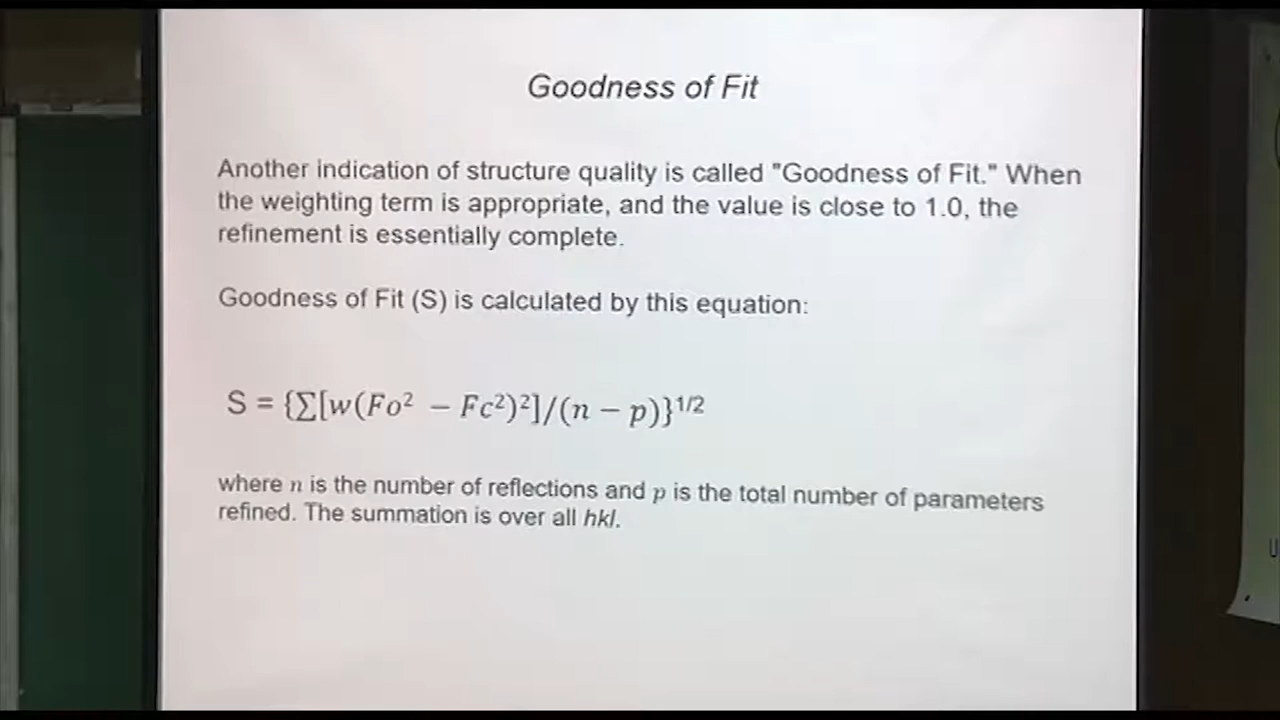 Goodness of Fit
Another indication of structure quality is called "Goodness of Fit." When
the weighting term is appropriate, and the value is close to 1.0, the
refinement is essentially complete.
Goodness of Fit (S) is calculated by this equation:
S = {∑[w(Fo² − Fc²)²]/(n − p)}¹ᐟ²
where n is the number of reflections and p is the total number of parameters
refined. The summation is over all hkl.